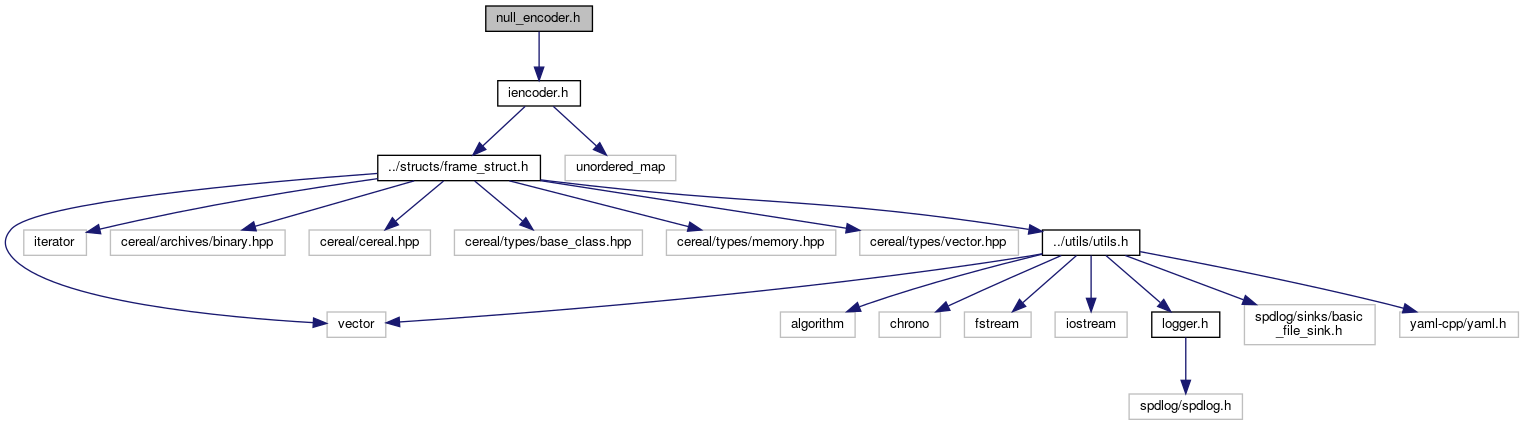 null_encoder.h
iencoder.h
../structs/frame_struct.h
unordered_map
iterator
cereal/archives/binary.hpp
cereal/cereal.hpp
cereal/types/base_class.hpp
cereal/types/memory.hpp
cereal/types/vector.hpp
../utils/utils.h
vector
algorithm
chrono
fstream
iostream
logger.h
spdlog/sinks/basic
_file_sink.h
yaml-cpp/yaml.h
spdlog/spdlog.h